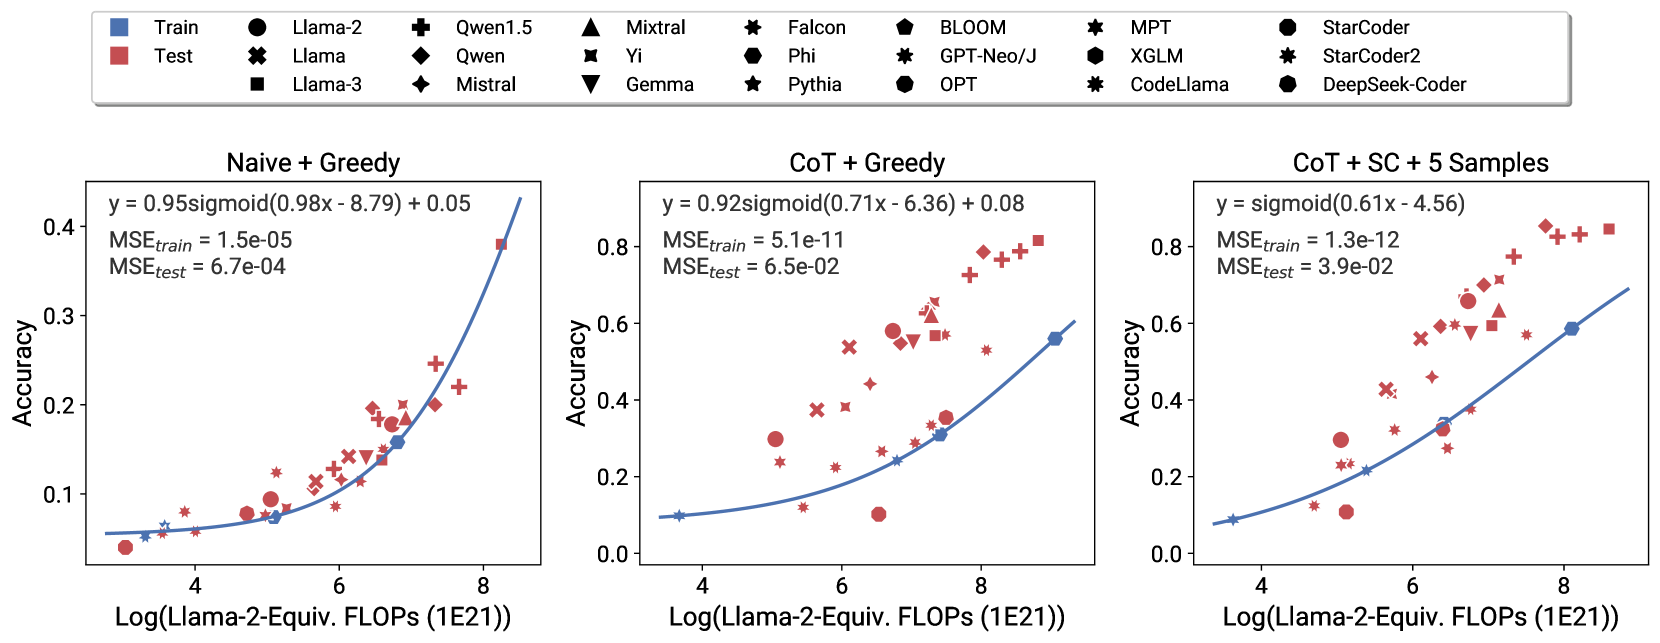 Train Llama-2 Qwen1.5 Mixtral Falcon BLOOM MPT StarCoder
Test Llama Qwen Yi Phi GPT-Neo/J XGLM StarCoder2
Llama-3 Mistral Gemma Pythia OPT CodeLlama DeepSeek-Coder
Naive + Greedy
y = 0.95sigmoid(0.98x - 8.79) + 0.05
MSE_train = 1.5e-05
MSE_test = 6.7e-04
Accuracy
0.4
0.3
0.2
0.1
4 6 8
Log(Llama-2-Equiv. FLOPs (1E21))
CoT + Greedy
y = 0.92sigmoid(0.71x - 6.36) + 0.08
MSE_train = 5.1e-11
MSE_test = 6.5e-02
Accuracy
0.8
0.6
0.4
0.2
0.0
4 6 8
Log(Llama-2-Equiv. FLOPs (1E21))
CoT + SC + 5 Samples
y = sigmoid(0.61x - 4.56)
MSE_train = 1.3e-12
MSE_test = 3.9e-02
Accuracy
0.8
0.6
0.4
0.2
0.0
4 6 8
Log(Llama-2-Equiv. FLOPs (1E21))